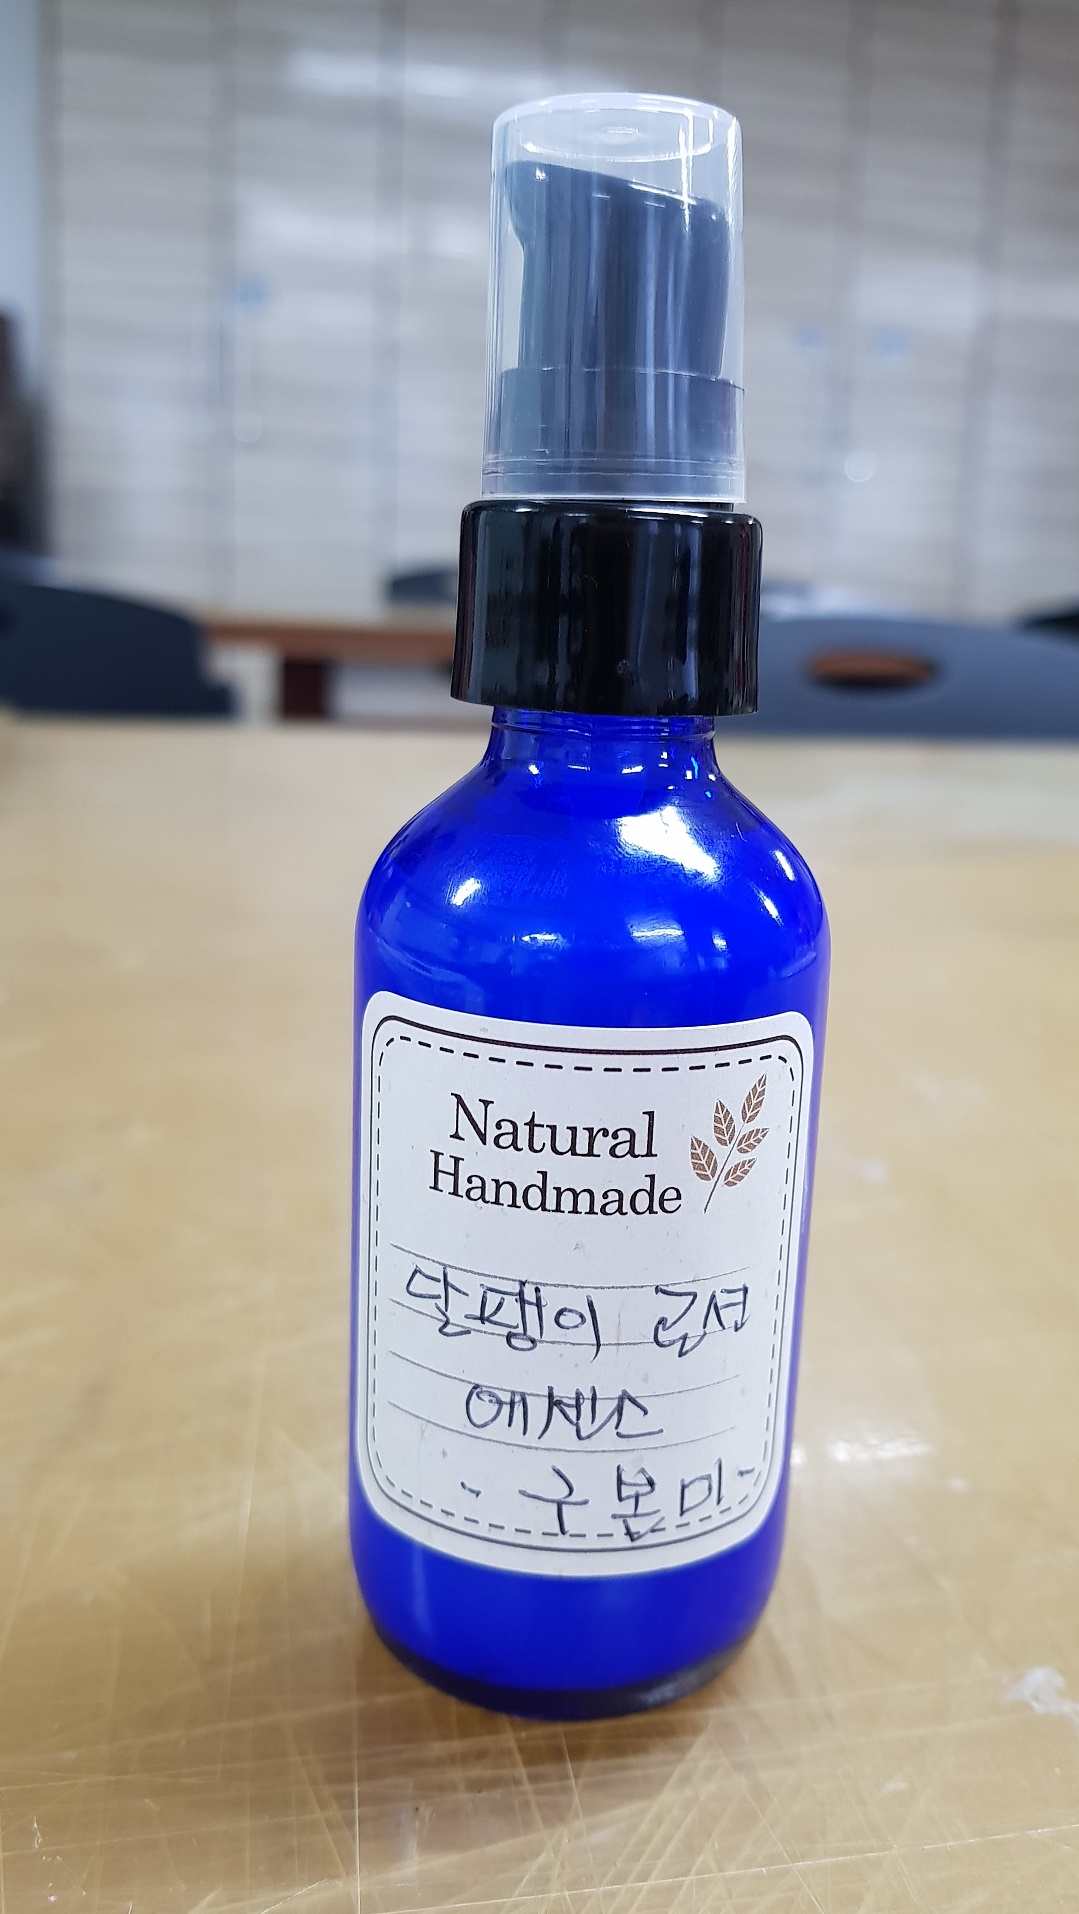 Natural
Handmade
달팽이 로션
에센스
- 구본미 -